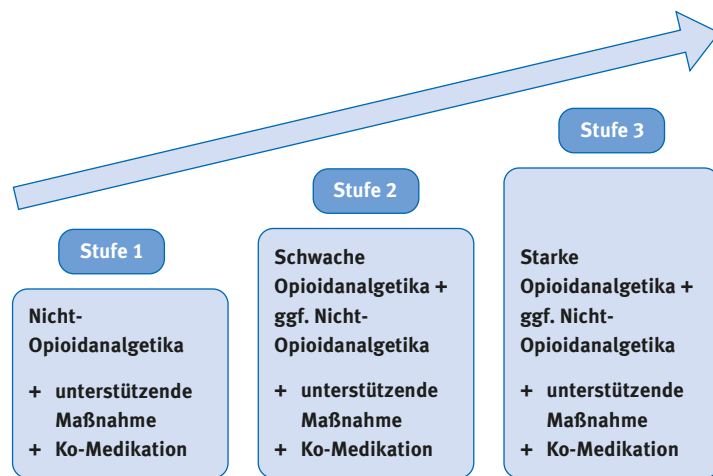 Stufe 1
Nicht-
Opioidanalgetika
+ unterstützende
Maßnahme
+ Ko-Medikation
Stufe 2
Schwache
Opioidanalgetika +
ggf. Nicht-
Opioidanalgetika
+ unterstützende
Maßnahme
+ Ko-Medikation
Stufe 3
Starke
Opioidanalgetika +
ggf. Nicht-
Opioidanalgetika
+ unterstützende
Maßnahme
+ Ko-Medikation